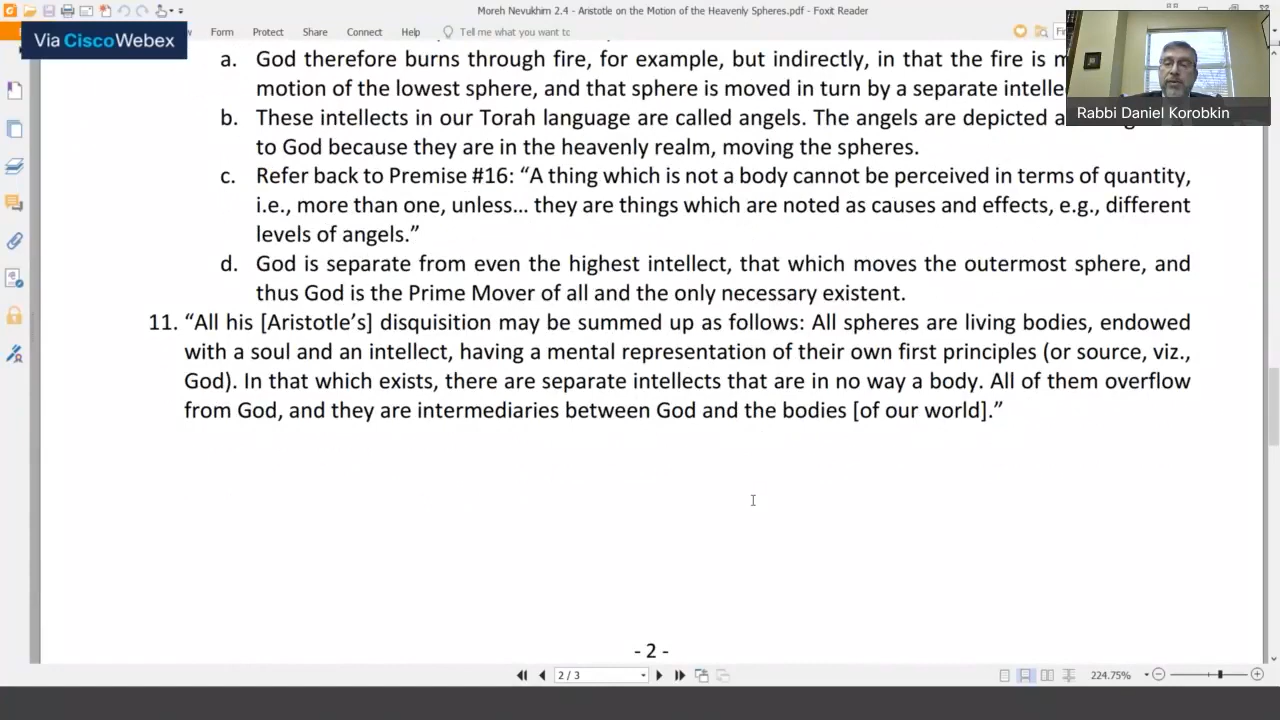 Moreh Nevukhim 2.4 - Aristotle on the Motion of the Heavenly Spheres.pdf - Foxit Reader
Via CiscoWebex
Form Protect Share Connect Help Tell me what you want tc
a. God therefore burns through fire, for example, but indirectly, in that the fire is
motion of the lowest sphere, and that sphere is moved in turn by a separate
Rabbi Daniel Korobkin
b. These intellects in our Torah language are called angels. The angels are depicted
to God because they are in the heavenly realm, moving the spheres.
c. Refer back to Premise #16: “A thing which is not a body cannot be perceived in terms of quantity,
i.e., more than one, unless… they are things which are noted as causes and effects, e.g., different
levels of angels.”
d. God is separate from even the highest intellect, that which moves the outermost sphere, and
thus God is the Prime Mover of all and the only necessary existent.
11. “All his [Aristotle’s] disquisition may be summed up as follows: All spheres are living bodies, endowed
with a soul and an intellect, having a mental representation of their own first principles (or source, viz.,
God). In that which exists, there are separate intellects that are in no way a body. All of them overflow
from God, and they are intermediaries between God and the bodies [of our world].”
- 2 -
2 / 3
224.75%